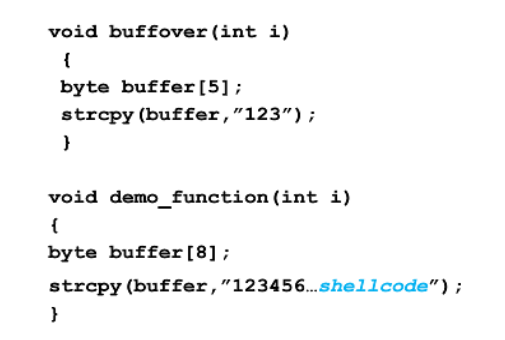 void buffover(int i)
{
byte buffer[5];
strcpy(buffer,”123”);
}
void demo_function(int i)
{
byte buffer[8];
strcpy(buffer,”123456…shellcode”);
}